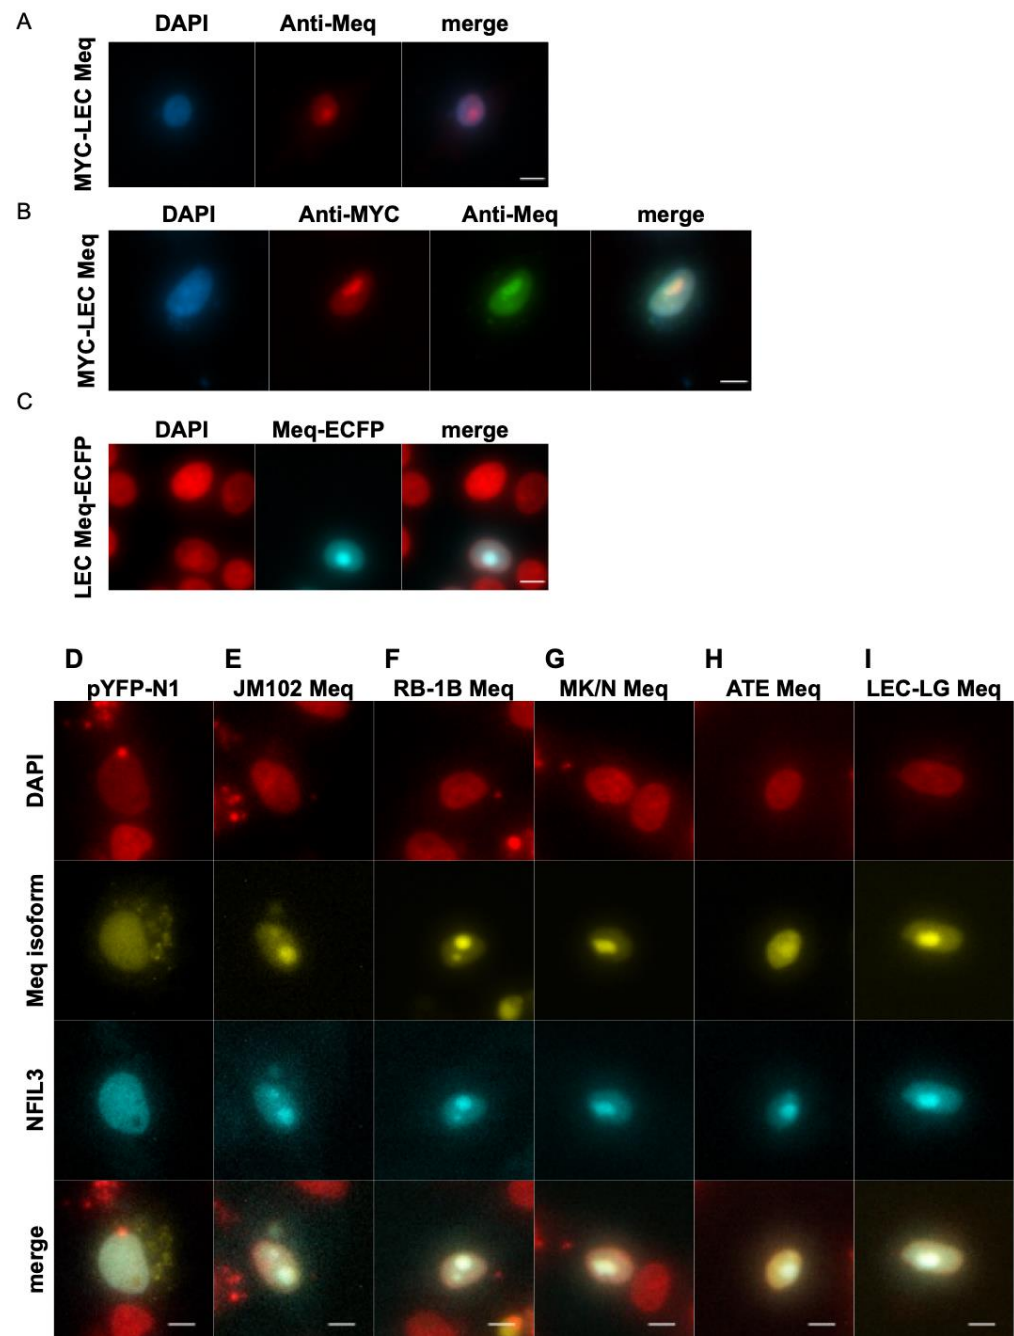 A
DAPI Anti-Meq merge
MYC-LEC Meq
B
DAPI Anti-MYC Anti-Meq merge
MYC-LEC Meq
C
DAPI Meq-ECFP merge
LEC Meq-ECFP
D E F G H I
pYFP-N1 JM102 Meq RB-1B Meq MK/N Meq ATE Meq LEC-LG Meq
DAPI
Meq isoform
NFIL3
merge